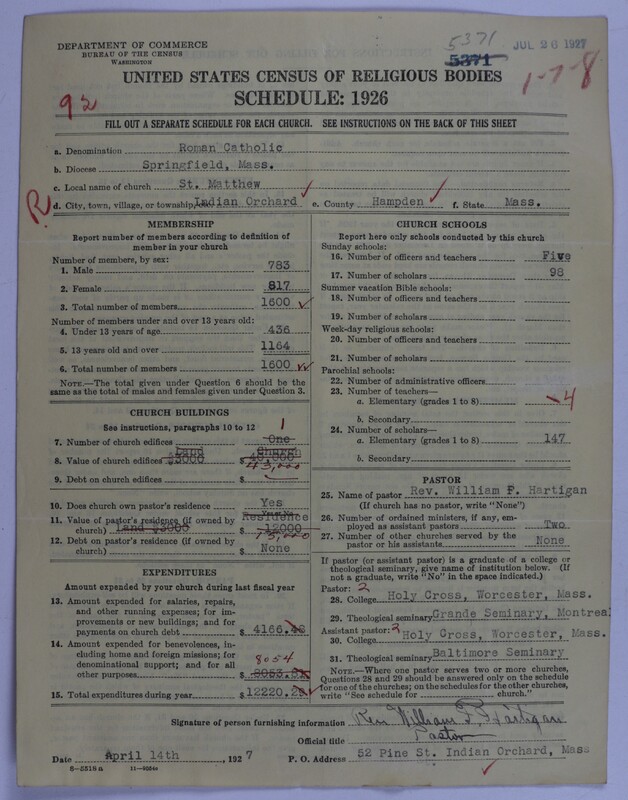 DEPARTMENT OF COMMERCE
BUREAU OF THE CENSUS
WASHINGTON
5371
5371
JUL 26 1927
1-7-8
92
UNITED STATES CENSUS OF RELIGIOUS BODIES
SCHEDULE: 1926
FILL OUT A SEPARATE SCHEDULE FOR EACH CHURCH. SEE INSTRUCTIONS ON THE BACK OF THIS SHEET
a. Denomination Roman Catholic
b. Diocese Springfield, Mass.
c. Local name of church St. Matthew
R
d. City, town, village, or township, Indian Orchard e. County Hampden f. State Mass.
MEMBERSHIP
Report number of members according to definition of
member in your church
Number of members, by sex:
1. Male 783
2. Female 817
3. Total number of members 1600
Number of members under and over 13 years old:
4. Under 13 years of age 436
5. 13 years old and over 1164
6. Total number of members 1600
NOTE.—The total given under Question 6 should be the
same as the total of males and females given under Question 3.
CHURCH BUILDINGS
See instructions, paragraphs 10 to 12
7. Number of church edifices One 1
Land Church
8. Value of church edifices $3000 $ 40,000
43,000
9. Debt on church edifices $
10. Does church own pastor's residence Yes
11. Value of pastor's residence (if owned by Residence
church) Land $3000 $ 12000
15,000
12. Debt on pastor's residence (if owned by
church) $ None
EXPENDITURES
Amount expended by your church during last fiscal year
13. Amount expended for salaries, repairs,
and other running expenses; for im-
provements or new buildings; and for
payments on church debt $ 4166.
14. Amount expended for benevolences, in-
cluding home and foreign missions; for
denominational support; and for all 8054
other purposes $ 8053.
15. Total expenditures during year $ 12220.
CHURCH SCHOOLS
Report here only schools conducted by this church
Sunday schools:
16. Number of officers and teachers Five
17. Number of scholars 98
Summer vacation Bible schools:
18. Number of officers and teachers
19. Number of scholars
Week-day religious schools:
20. Number of officers and teachers
21. Number of scholars
Parochial schools:
22. Number of administrative officers
23. Number of teachers—
a. Elementary (grades 1 to 8) 4
b. Secondary
24. Number of scholars—
a. Elementary (grades 1 to 8) 147
b. Secondary
PASTOR
25. Name of pastor Rev. William F. Hartigan
(If church has no pastor, write "None")
26. Number of ordained ministers, if any, em-
ployed as assistant pastors Two
27. Number of other churches served by the
pastor or his assistants None
If pastor (or assistant pastor) is a graduate of a college or
theological seminary, give name of institution below. (If
not a graduate, write "No" in the space indicated.)
Pastor: 2
28. College Holy Cross, Worcester, Mass.
29. Theological seminary Grande Seminary, Montreal
Assistant pastor: 2
30. College Holy Cross, Worcester, Mass.
31. Theological seminary Baltimore Seminary
NOTE.—Where one pastor serves two or more churches,
Questions 28 and 29 should be answered only on the schedule
for one of the churches; on the schedules for the other churches,
write "See schedule for church."
Signature of person furnishing information Rev. William F. Hartigan
Official title Pastor
Date April 14th, 1927 P. O. Address 52 Pine St. Indian Orchard, Mass
8—5518a 11—9054a